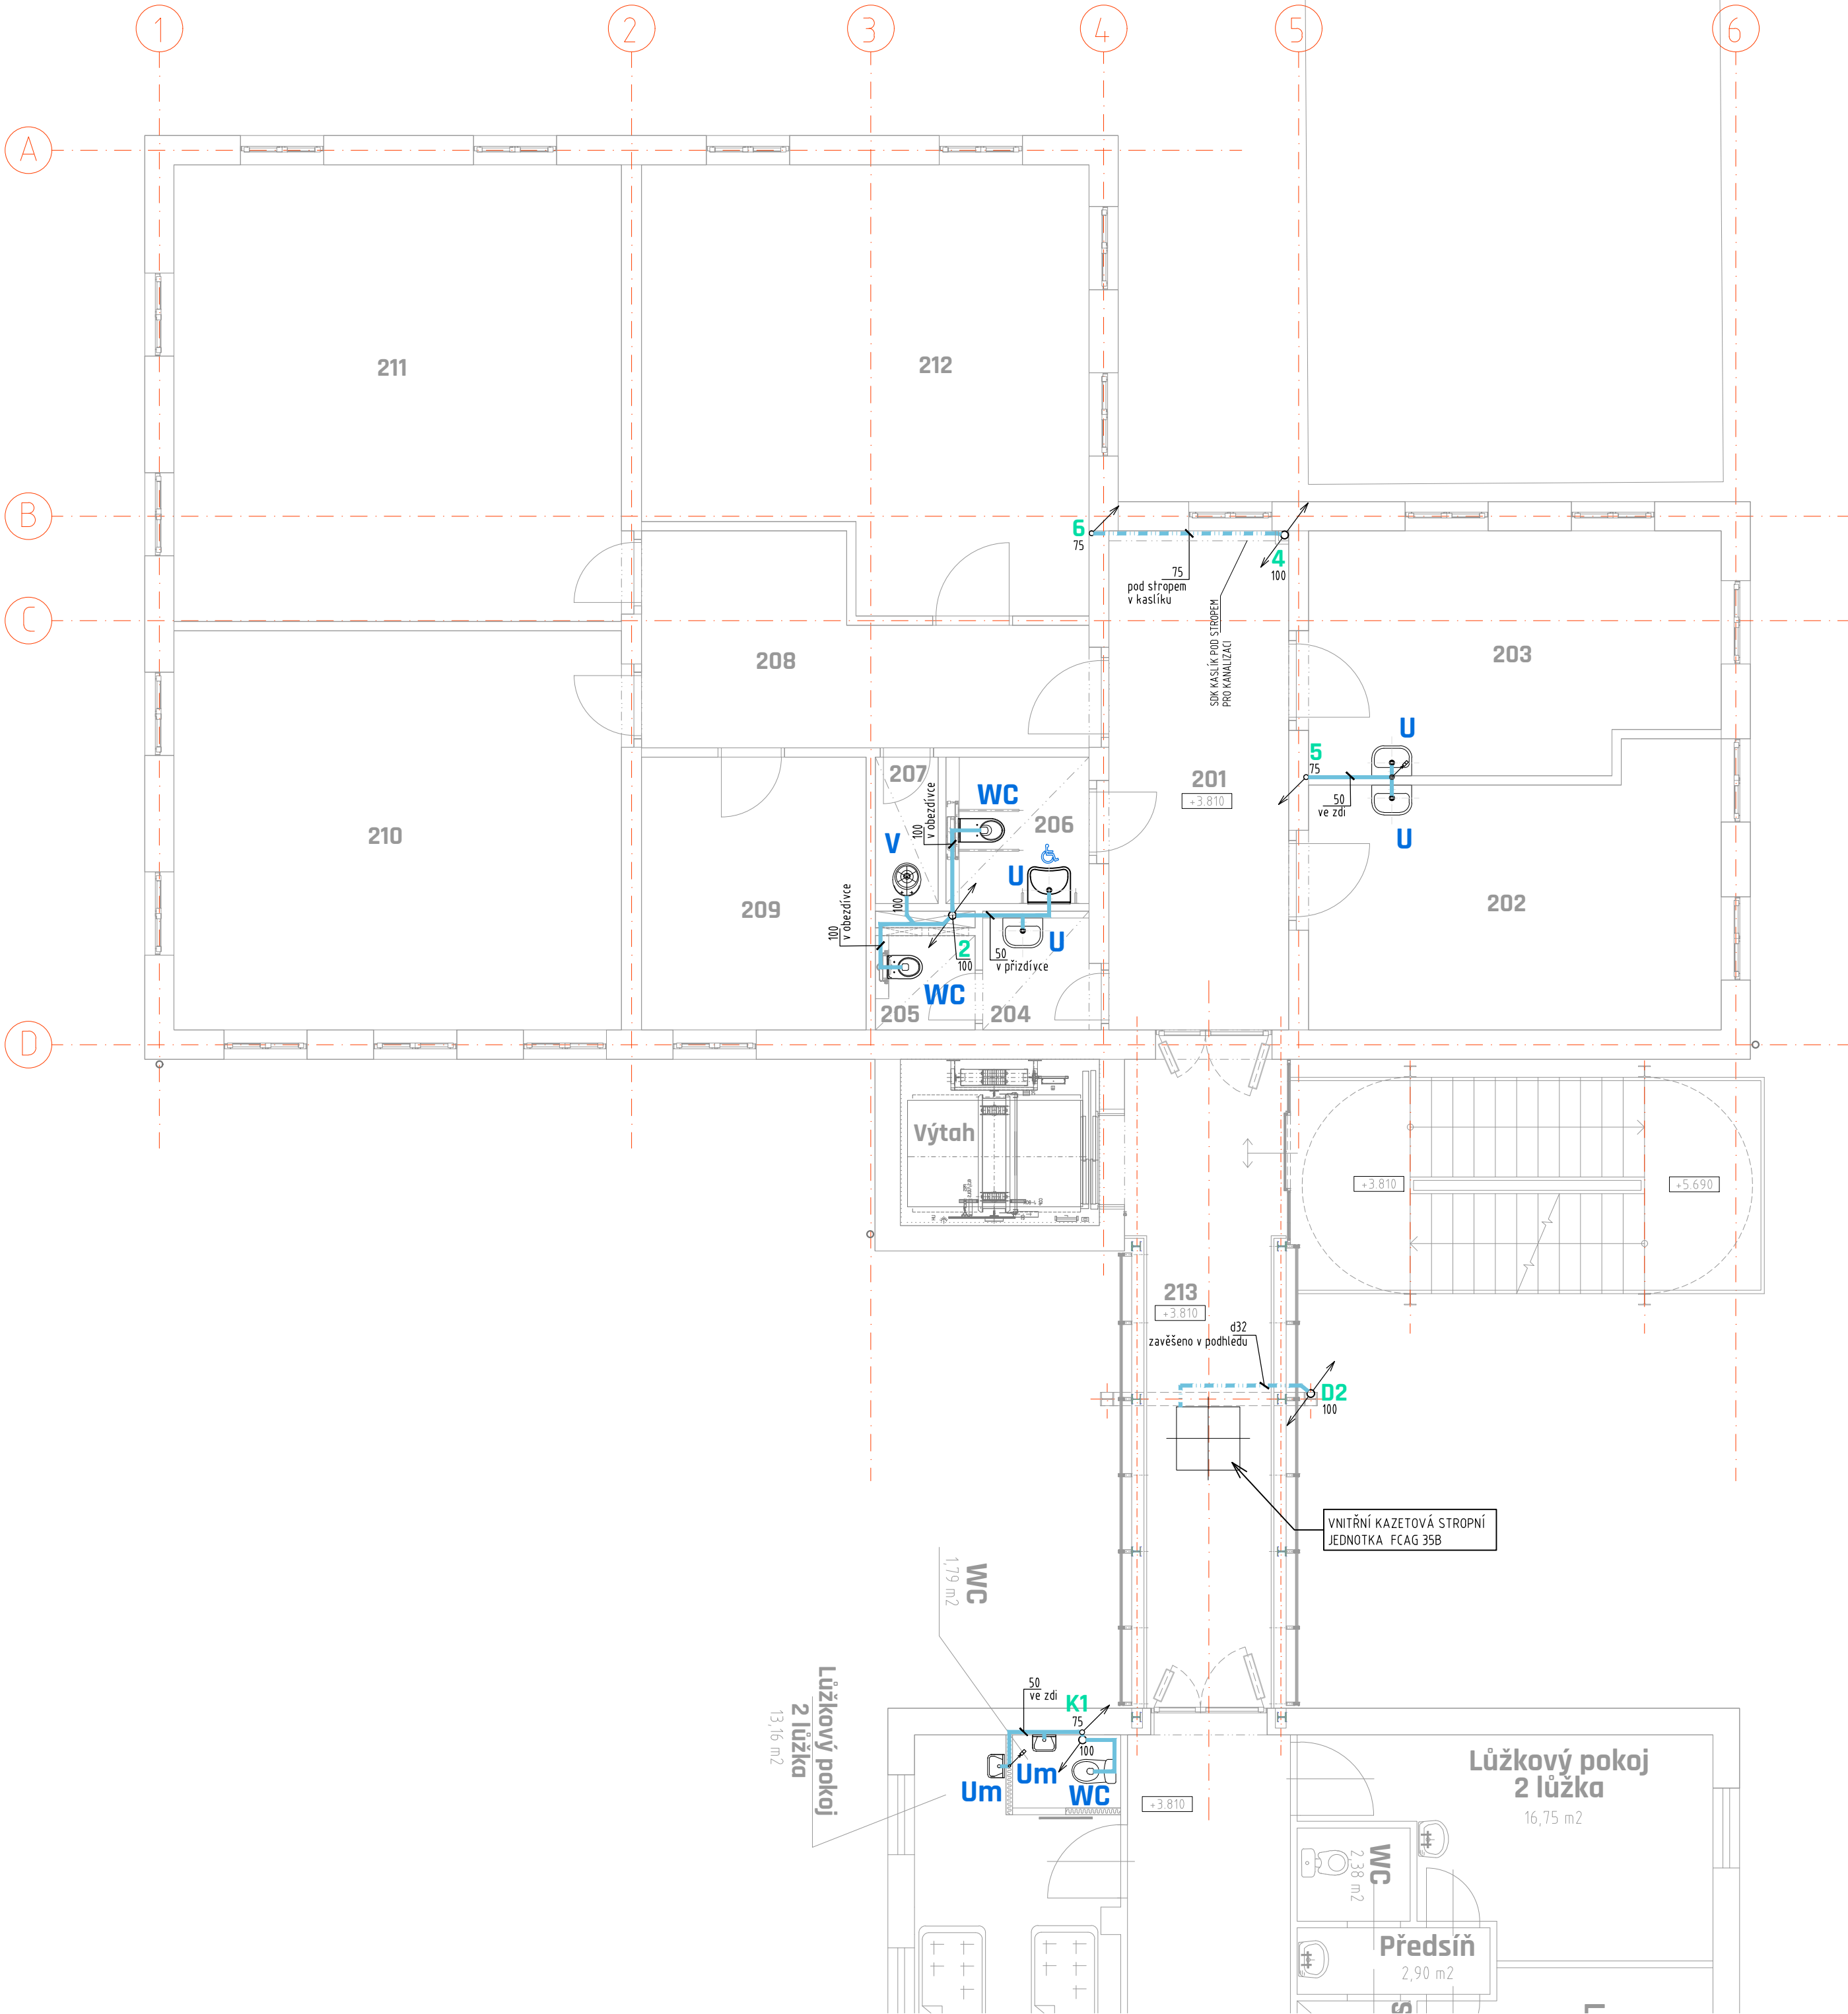 1
2
3
4
5
6
A
B
C
D
211
212
6
75
4
100
75
pod stropem
v kaslíku
SDK KASLÍK POD STROPEM
PRO KANALIZACI
208
203
207
WC
100
v obezdívce
206
201
+3.810
5
75
U
50
ve zdi
U
210
V
U
209
100
100
v obezdívce
202
2
100
50
v přizdívce
U
WC
205
204
Výtah
+3.810
+5.690
213
+3.810
d32
zavěšeno v podhledu
D2
100
VNITŘNÍ KAZETOVÁ STROPNÍ
JEDNOTKA FCAG 35B
WC
1,79 m2
Lůžkový pokoj
2 lůžka
13,16 m2
50
ve zdi
K1
75
100
Um
Um
WC
+3.810
Lůžkový pokoj
2 lůžka
16,75 m2
WC
2,38 m2
Předsíň
2,90 m2